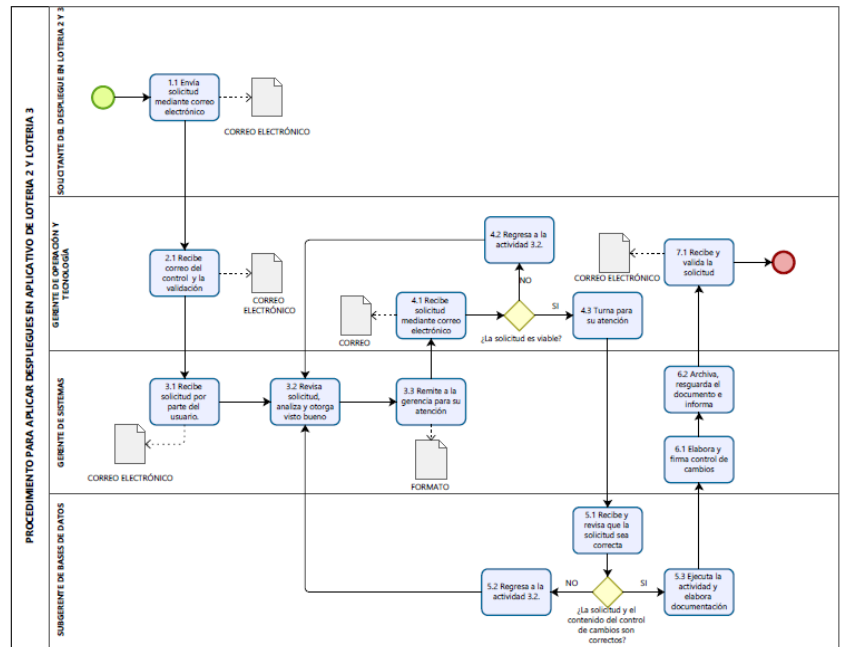 PROCEDIMIENTO PARA APLICAR DESPLIEGUES EN APLICATIVO DE LOTERIA 2 Y LOTERIA 3
SOLICITANTE DEL DESPLIEGUE EN LOTERIA 2 Y 3
1.1 Envía
solicitud
mediante correo
electrónico
CORREO ELECTRÓNICO
GERENTE DE OPERACIÓN Y
TECNOLOGÍA
2.1 Recibe
correo del
control y la
validación
CORREO
ELECTRÓNICO
4.2 Regresa a la
actividad 3.2.
NO
4.1 Recibe
solicitud
mediante correo
electrónico
CORREO
¿La solicitud es viable?
SI
4.3 Turna para
su atención
7.1 Recibe y
valida la
solicitud
CORREO ELECTRÓNICO
GERENTE DE SISTEMAS
3.1 Recibe
solicitud por
parte del
usuario.
CORREO ELECTRÓNICO
3.2 Revisa
solicitud,
analiza y otorga
visto bueno
3.3 Remite a la
gerencia para su
atención
FORMATO
6.2 Archiva,
resguarda el
documento e
informa
6.1 Elabora y
firma control de
cambios
SUBGERENTE DE BASES DE DATOS
5.1 Recibe y
revisa que la
solicitud sea
correcta
5.2 Regresa a la
actividad 3.2.
NO
SI
¿La solicitud y el
contenido del control
de cambios son
correctos?
5.3 Ejecuta la
actividad y
elabora
documentación